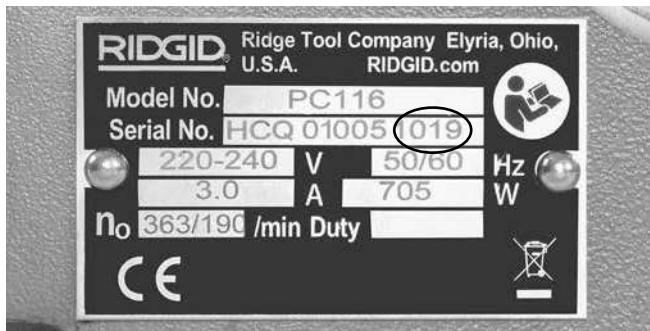 RIDGID® Ridge Tool Company Elyria, Ohio,
U.S.A. RIDGID.com
Model No. PC116
Serial No. HCQ 01005 1019
220-240 V 50/60 Hz
3.0 A 705 W
n₀ 363/190 /min Duty
CE